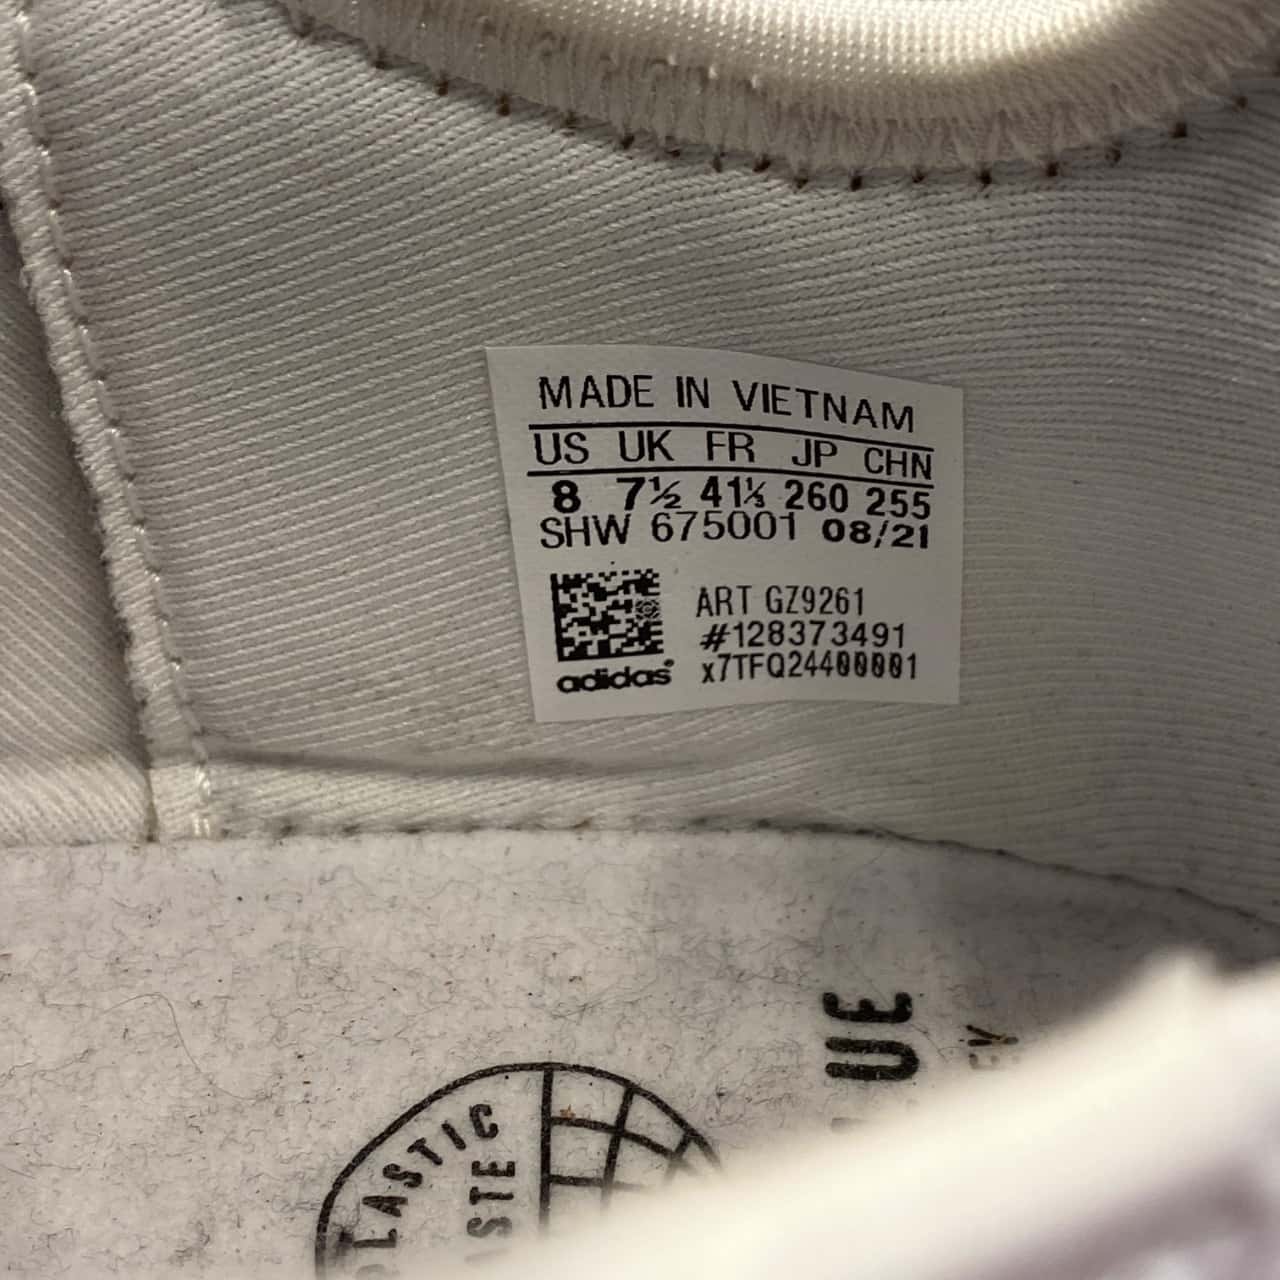 MADE IN VIETNAM
US UK FR JP CHN
8 7½ 41⅓ 260 255
SHW 675001 08/21
ART GZ9261
#128373491
x7TFQ24400001
adidas
PLASTIC